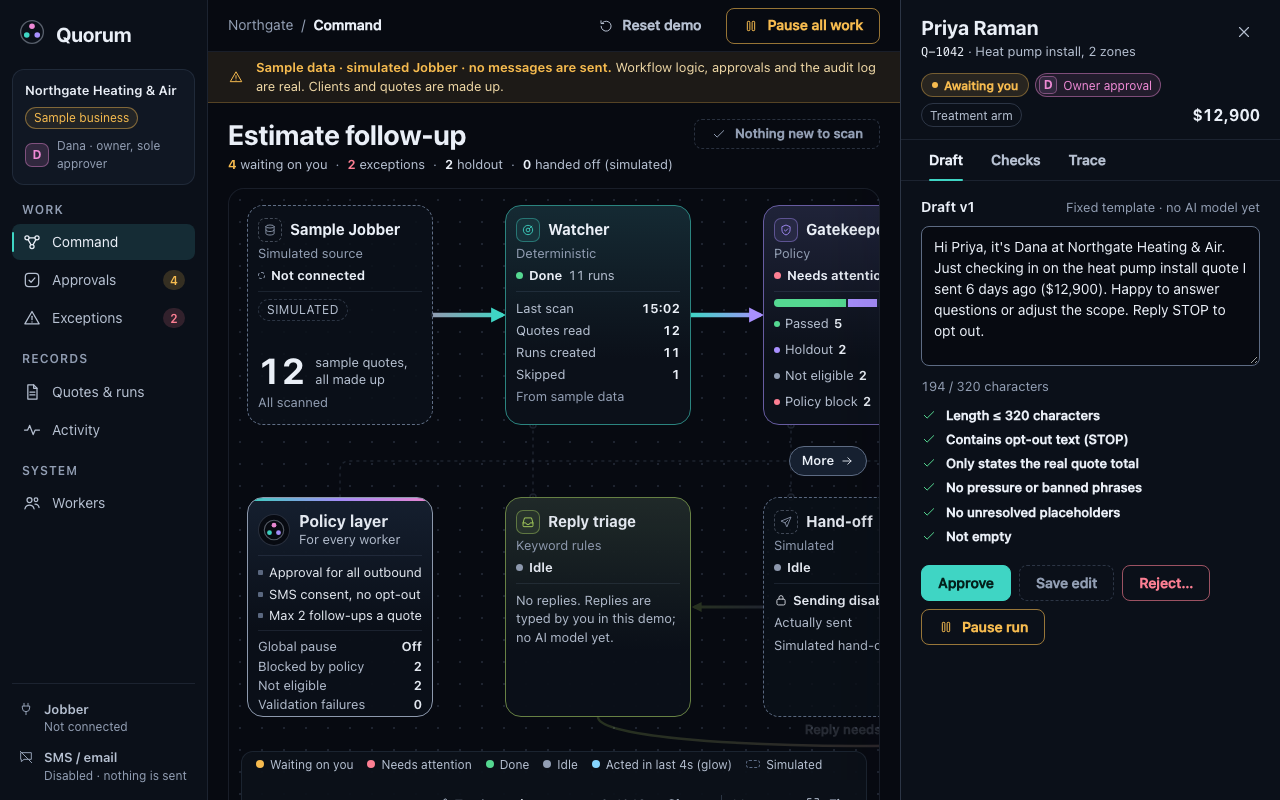 Quorum
Northgate Heating & Air
Sample business
D
Dana · owner, sole
approver
WORK
Command
Approvals
4
Exceptions
2
RECORDS
Quotes & runs
Activity
SYSTEM
Workers
Jobber
Not connected
SMS / email
Disabled · nothing is sent
Northgate / Command
Reset demo
Pause all work
Sample data · simulated Jobber · no messages are sent. Workflow logic, approvals and the audit log
are real. Clients and quotes are made up.
Estimate follow-up
Nothing new to scan
4 waiting on you · 2 exceptions · 2 holdout · 0 handed off (simulated)
Sample Jobber
Simulated source
Not connected
SIMULATED
12
sample quotes,
all made up
All scanned
Watcher
Deterministic
Done 11 runs
Last scan 15:02
Quotes read 12
Runs created 11
Skipped 1
From sample data
Gatekeepe
Policy
Needs attentio
Passed 5
Holdout 2
Not eligible 2
Policy block 2
More →
Policy layer
For every worker
Approval for all outbound
SMS consent, no opt-out
Max 2 follow-ups a quote
Global pause Off
Blocked by policy 2
Not eligible 2
Validation failures 0
Reply triage
Keyword rules
Idle
No replies. Replies are
typed by you in this demo;
no AI model yet.
Hand-off
Simulated
Idle
Sending disab
Actually sent
Simulated hand-o
Reply needs
Waiting on you
Needs attention
Done
Idle
Acted in last 4s (glow)
Simulated
Priya Raman
Q-1042 · Heat pump install, 2 zones
Awaiting you
D Owner approval
Treatment arm
$12,900
Draft
Checks
Trace
Draft v1
Fixed template · no AI model yet
Hi Priya, it's Dana at Northgate Heating & Air.
Just checking in on the heat pump install quote I
sent 6 days ago ($12,900). Happy to answer
questions or adjust the scope. Reply STOP to
opt out.
194 / 320 characters
Length ≤ 320 characters
Contains opt-out text (STOP)
Only states the real quote total
No pressure or banned phrases
No unresolved placeholders
Not empty
Approve
Save edit
Reject...
Pause run